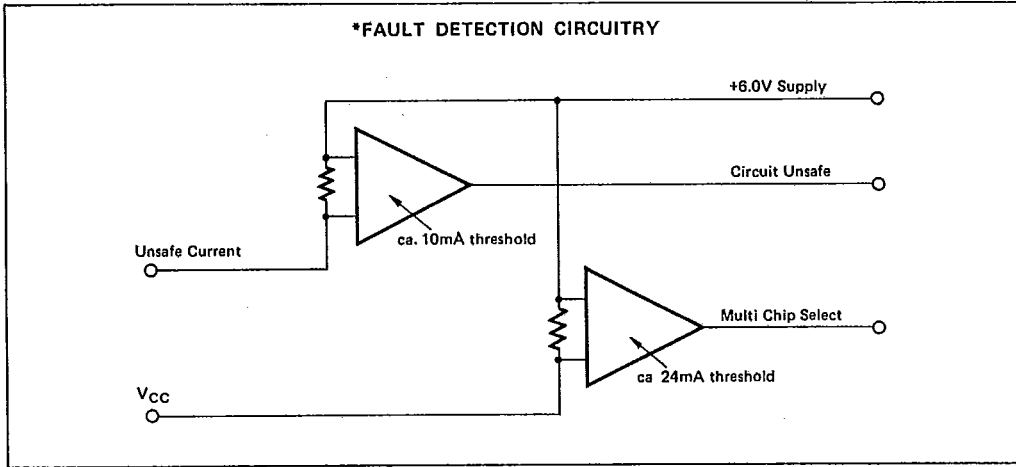 *FAULT DETECTION CIRCUITRY
+6.0V Supply
Circuit Unsafe
ca. 10mA threshold
Unsafe Current
Multi Chip Select
ca 24mA threshold
VCC